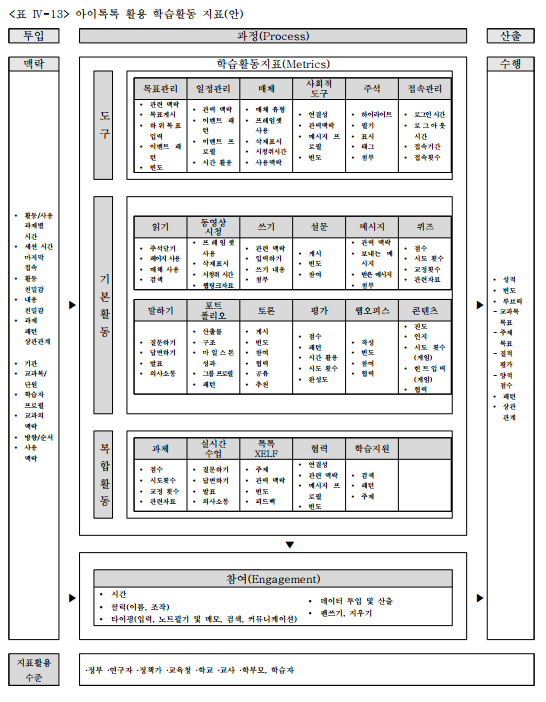 <표 Ⅳ-13> 아이톡톡 활용 학습활동 지표(안)
투입
과정(Process)
산출
맥락
학습활동지표(Metrics)
수행
• 활동/사용
과제별
시간
• 세션 시간
마지막
접속
• 활동
친밀감
• 내용
친밀감
• 과제
패턴
상관관계
• 기관
• 교과목/
단원
• 학습자
프로필
• 교과의
맥락
• 방향/순서
• 사용
맥락
도구
목표관리
• 관련 맥락
• 목표게시
• 하위목표
입력
• 이벤트 패
턴
• 빈도
일정관리
• 관력 맥락
• 이벤트 패
턴
• 이벤트 프
로필
• 시간 활용
매체
• 매체 유형
• 프레임셋
사용
• 삭제표시
• 시청취시간
• 사용맥락
사회적
도구
• 연결성
• 관력맥락
• 메시지 프
로필
• 빈도
주석
• 하이라이트
• 필기
• 표시
• 태그
• 첨부
접속관리
• 로그인 시간
• 로그아웃
시간
• 접속기간
• 접속횟수
기본활동
읽기
• 주석달기
• 페이지 사용
• 매체 사용
• 검색
동영상
시청
• 프레임셋
사용
• 삭제표시
• 시청취 시간
• 웹링크자료
쓰기
• 관련 맥락
• 입력하기
• 쓰기 내용
• 첨부
설문
• 게시
• 빈도
• 참여
메시지
• 관력 맥락
• 보내는 메
시지
• 받은 메시지
• 첨부
퀴즈
• 점수
• 시도 횟수
• 교정횟수
• 관련자료
말하기
• 질문하기
• 답변하기
• 발표
• 의사소통
포트
폴리오
• 산출물
• 구조
• 마일스톤
성과
• 그룹 프로필
• 패턴
토론
• 게시
• 빈도
• 참여
• 협력
• 공유
• 추천
평가
• 점수
• 패턴
• 시간 활용
• 시도 횟수
• 완성도
웹오피스
• 작성
• 빈도
• 참여
• 협력
콘텐츠
• 진도
• 인지
• 시도 횟수
(게임)
• 힌트입력
(게임)
• 협력
복합활동
과제
• 점수
• 시도횟수
• 교정 횟수
• 관련자료
실시간
수업
• 질문하기
• 답변하기
• 발표
• 의사소통
톡톡
XELF
• 주제
• 관력 맥락
• 빈도
• 피드백
협력
• 연결성
• 관련 맥락
• 메시지 프
로필
• 빈도
학습지원
• 검색
• 패턴
• 주제
• 성적
• 빈도
• 루브릭
- 교과목
목표
- 주제
목표
- 질적
평가
- 양적
점수
• 패턴
• 상관
관계
참여(Engagement)
• 시간
• 클릭(이동, 조작)
• 타이핑(입력, 노트필기 및 메모, 검색, 커뮤니케이션)
• 데이터 투입 및 산출
• 펜쓰기, 지우기
지표활용
수준
·정부 ·연구자 ·정책가 ·교육청 ·학교 ·교사 ·학부모, 학습자